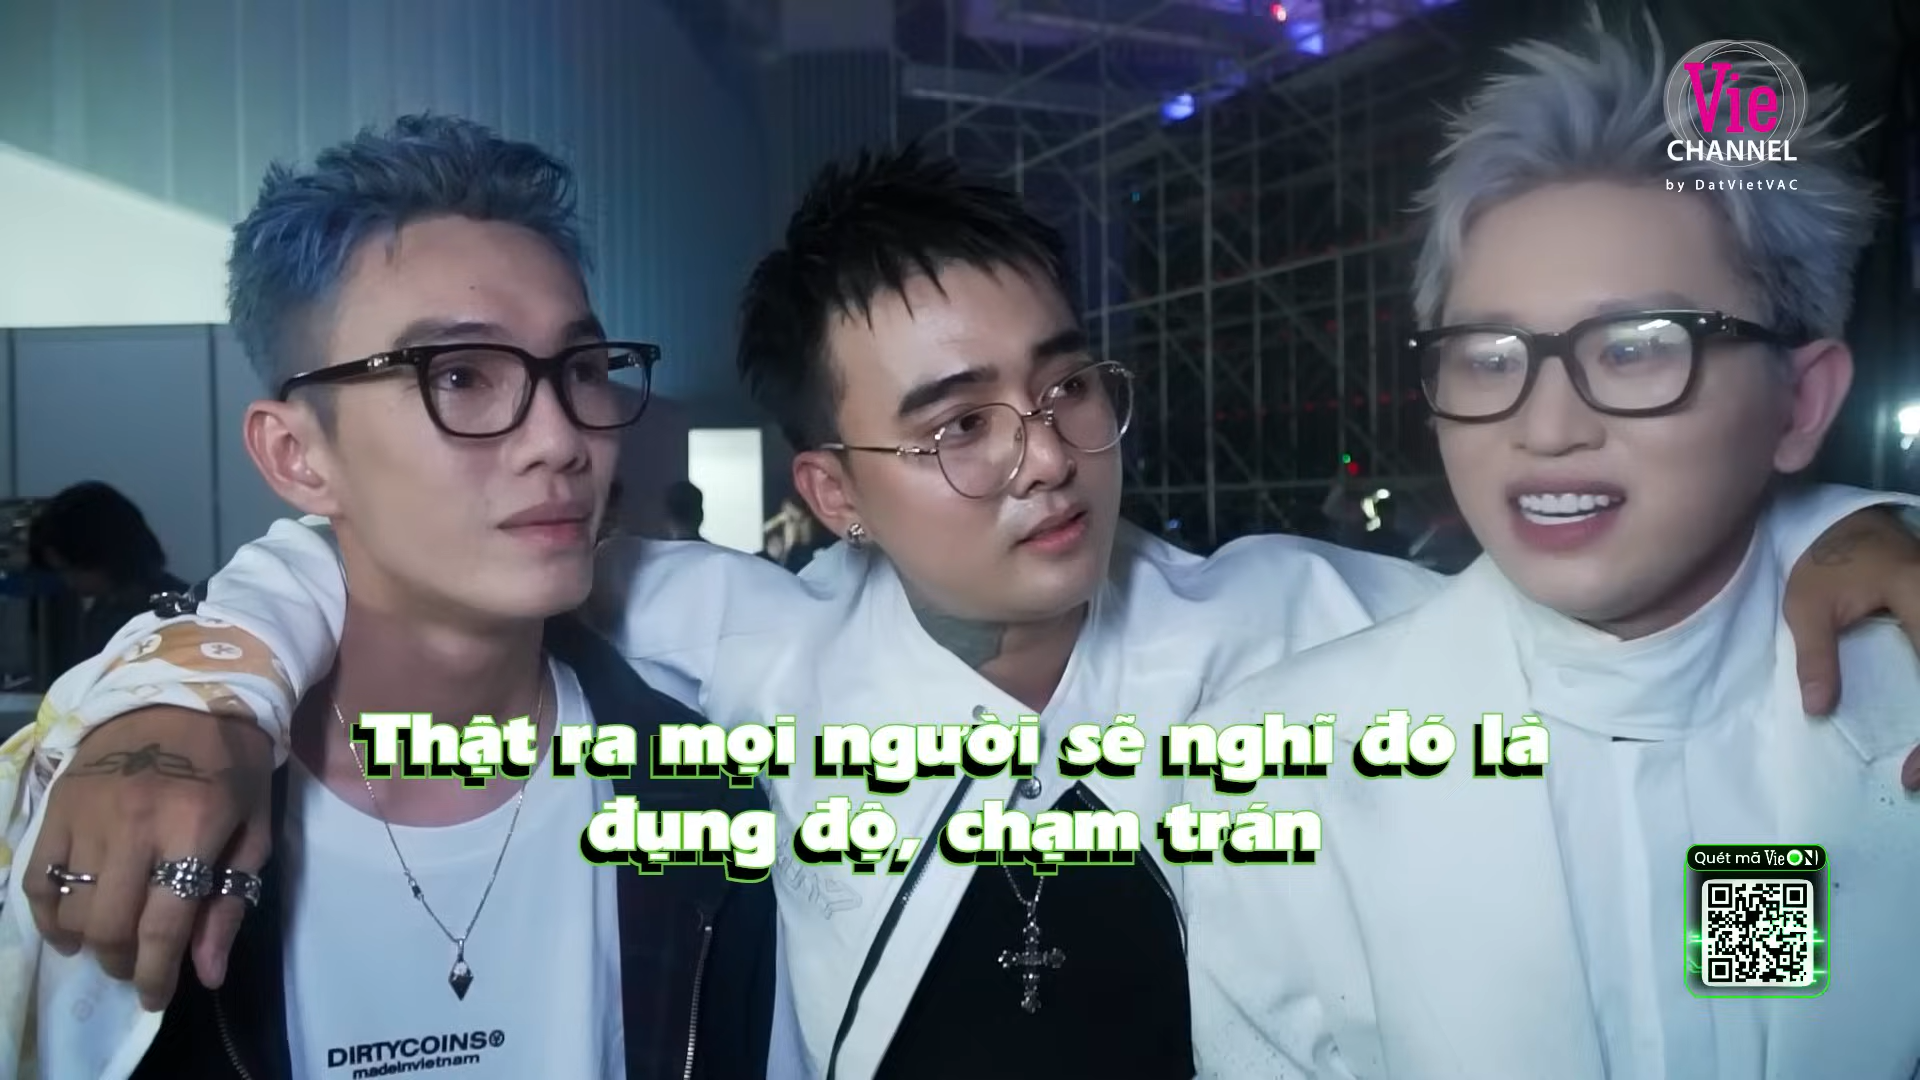 Vie
CHANNEL
by DatVietVAC
Thật ra mọi người sẽ nghĩ đó là
đụng độ, chạm trán
Quét mã VieON
DIRTYCOINS
madeinvietnam